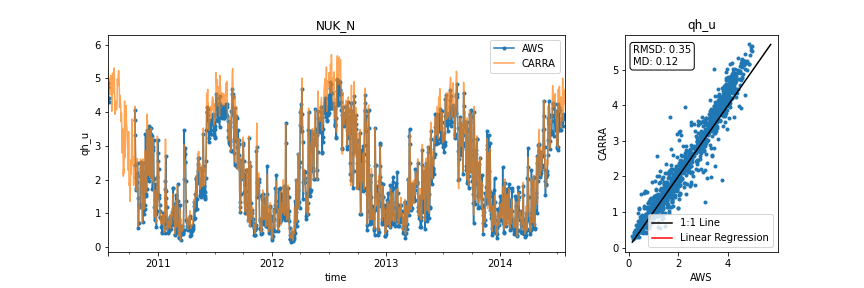 NUK_N
qh_u
6
5
4
3
2
1
0
2011
2012
2013
2014
time
AWS
CARRA
qh_u
CARRA
5
4
3
2
1
0
0
2
4
AWS
RMSD: 0.35
MD: 0.12
1:1 Line
Linear Regression